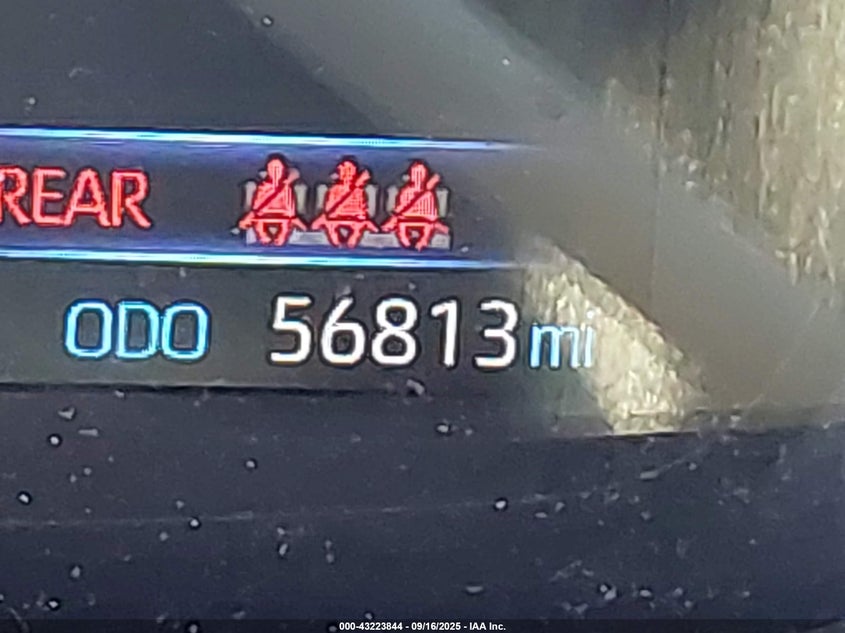 REAR
ODO 56813 mi
000-43223844 - 09/16/2025 - IAA Inc.